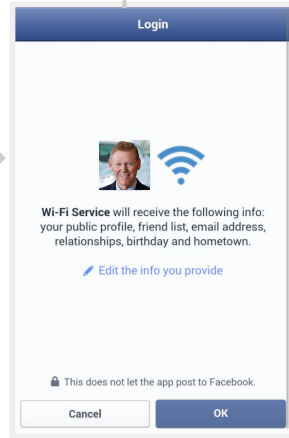 Login
Wi-Fi Service will receive the following info:
your public profile, friend list, email address,
relationships, birthday and hometown.
Edit the info you provide
This does not let the app post to Facebook.
Cancel OK